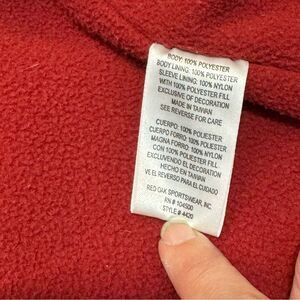 BODY: 100% POLYESTER
BODY LINING: 100% POLYESTER
SLEEVE LINING: 100% NYLON
WITH 100% POLYESTER FILL
EXCLUSIVE OF DECORATION
MADE IN TAIWAN
SEE REVERSE FOR CARE
CUERPO: 100% POLIESTER
CUERPO FORRO: 100% POLIESTER
MAGNA FORRO: 100% NYLON
CON 100% POLIESTER FILL
EXCLUVENDO EL DECORACION
HECHO EN TAIWAN
VE EL REVERSO PARA EL CUIDADO
RED OAK SPORTSWEAR, INC.
RN # 104500
STYLE # 4420